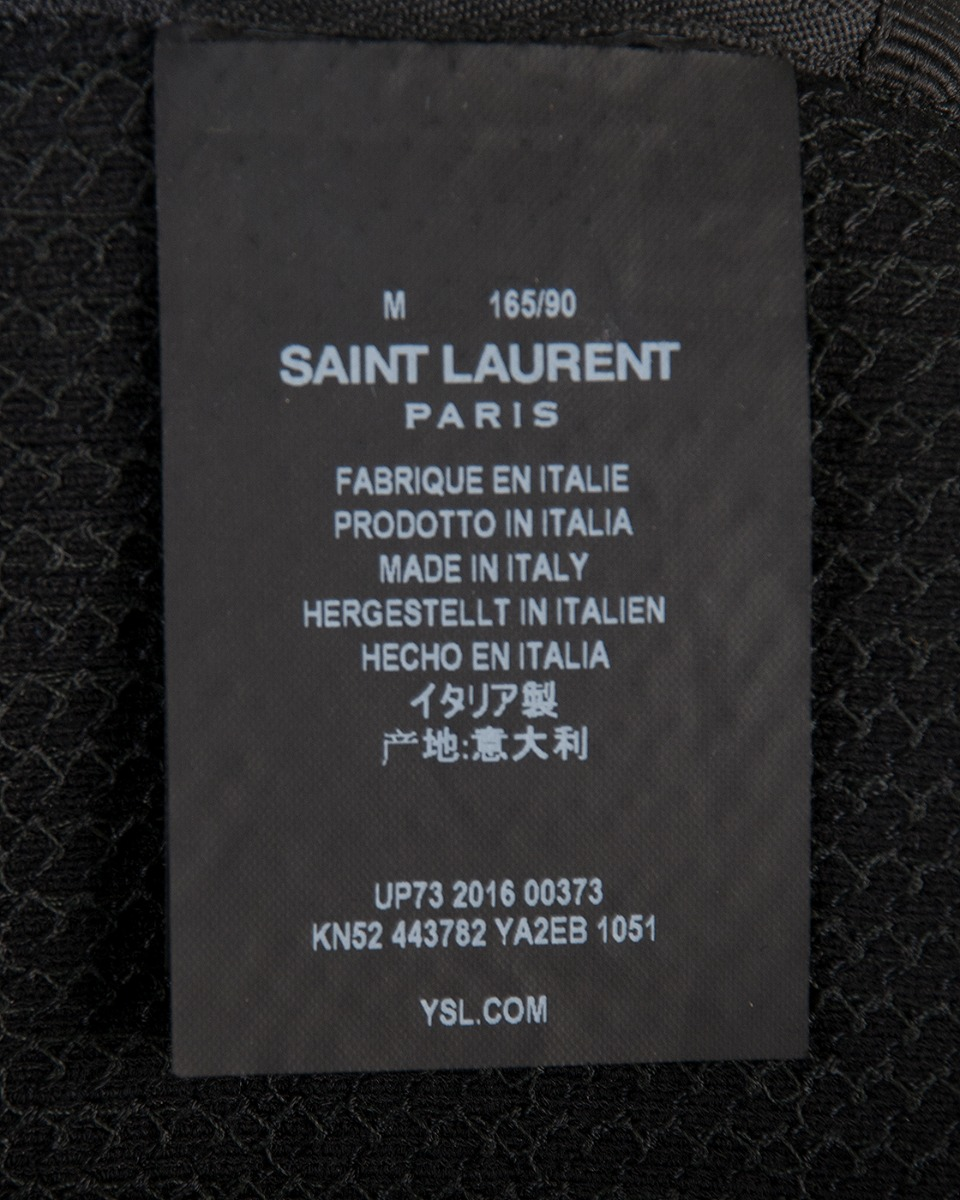 M 165/90
SAINT LAURENT
PARIS
FABRIQUE EN ITALIE
PRODOTTO IN ITALIA
MADE IN ITALY
HERGESTELLT IN ITALIEN
HECHO EN ITALIA
イタリア製
产地:意大利
UP73 2016 00373
KN52 443782 YA2EB 1051
YSL.COM